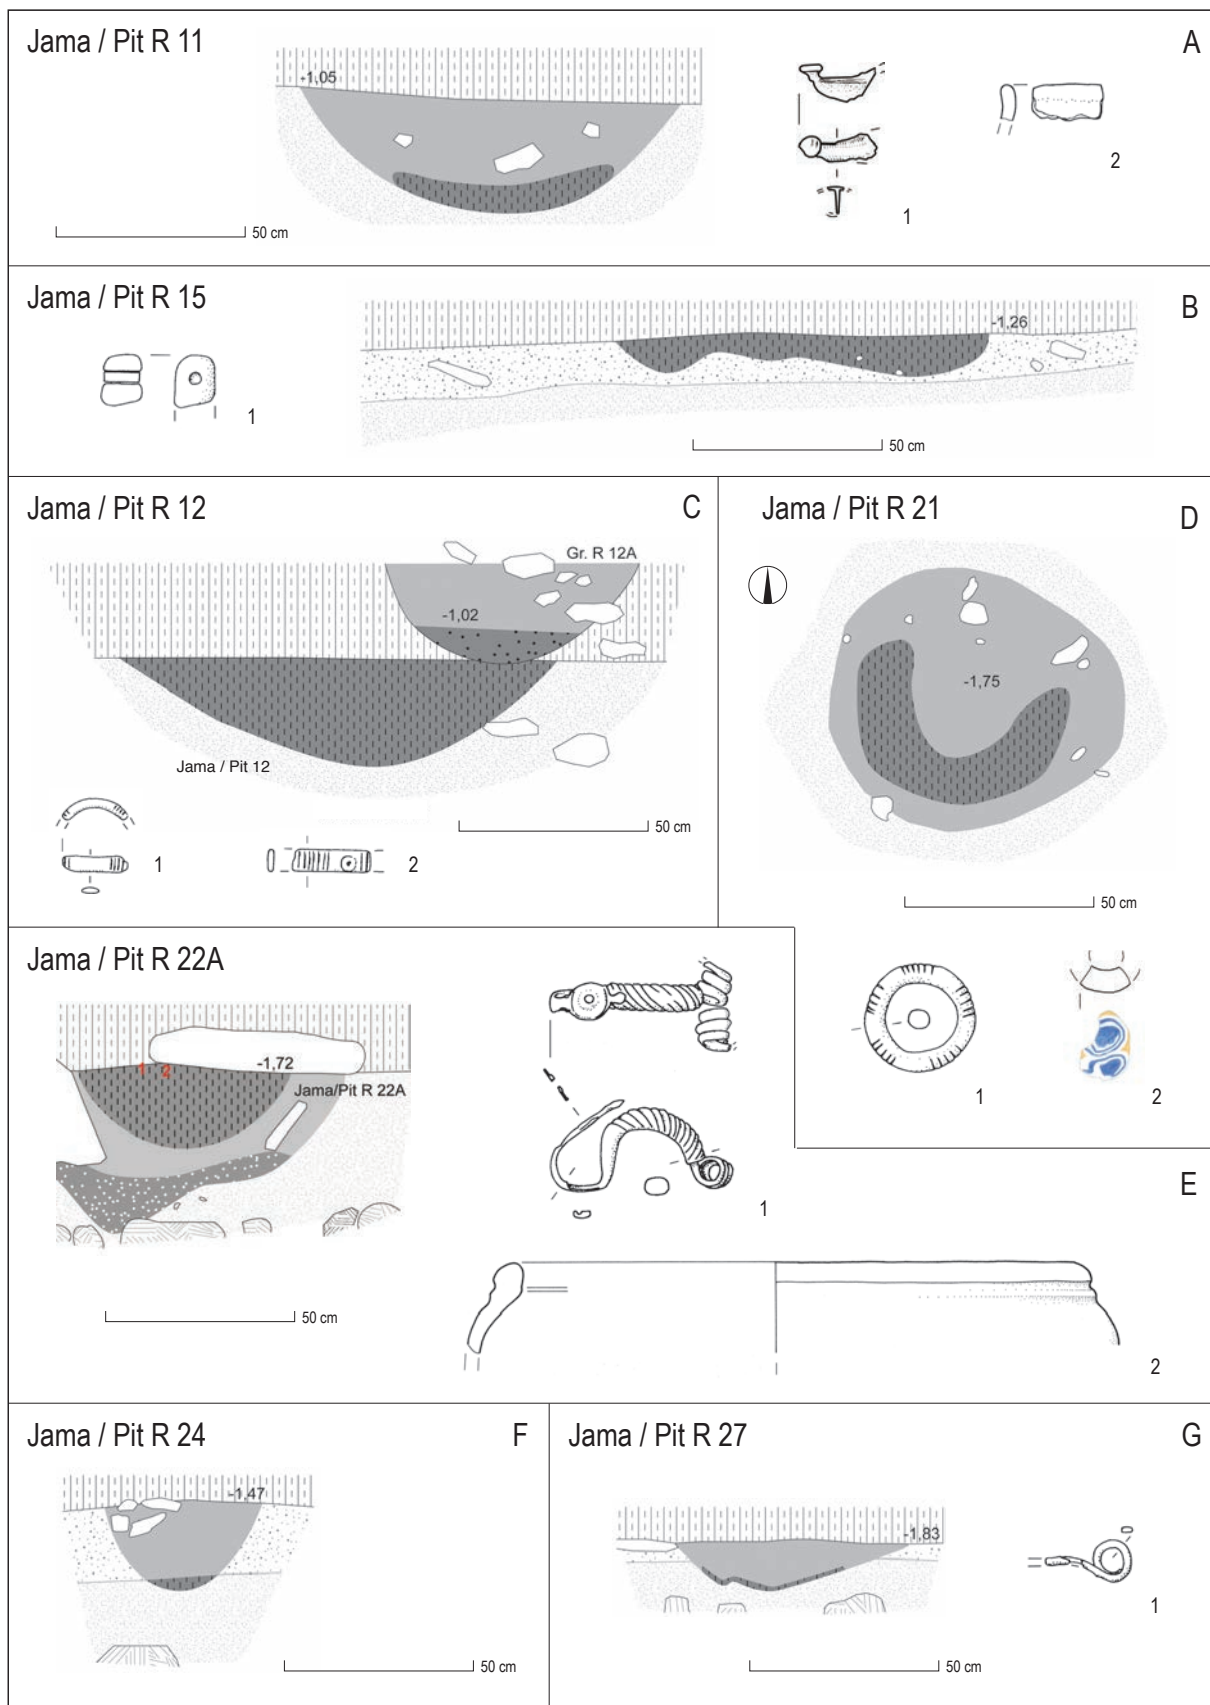 Jama / Pit R 11
A
-1,05
1
2
50 cm
Jama / Pit R 15
B
-1,26
1
50 cm
Jama / Pit R 12
C
Gr. R 12A
-1,02
Jama / Pit 12
50 cm
1
2
Jama / Pit R 21
D
-1,75
50 cm
1
2
Jama / Pit R 22A
E
1 2
-1,72
Jama/Pit R 22A
50 cm
1
2
Jama / Pit R 24
F
-1,47
50 cm
Jama / Pit R 27
G
-1,83
1
50 cm